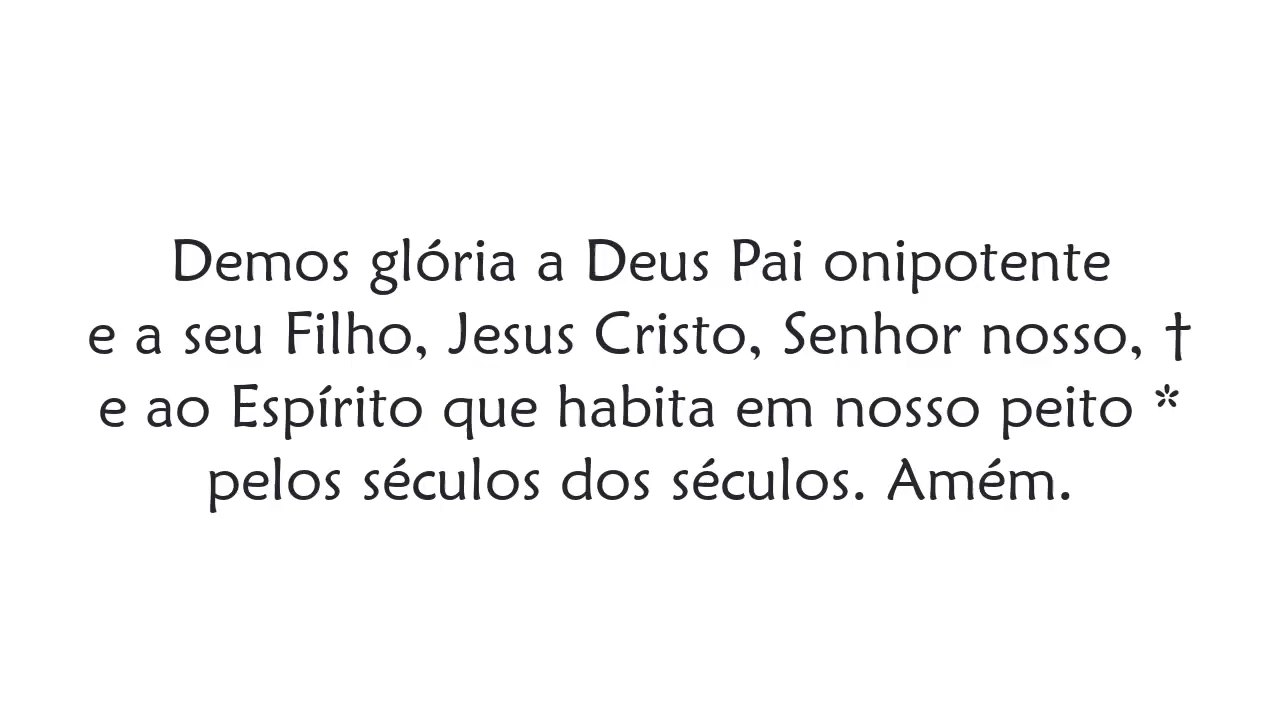 Demos glória a Deus Pai onipotente
e a seu Filho, Jesus Cristo, Senhor nosso, †
e ao Espírito que habita em nosso peito *
pelos séculos dos séculos. Amém.